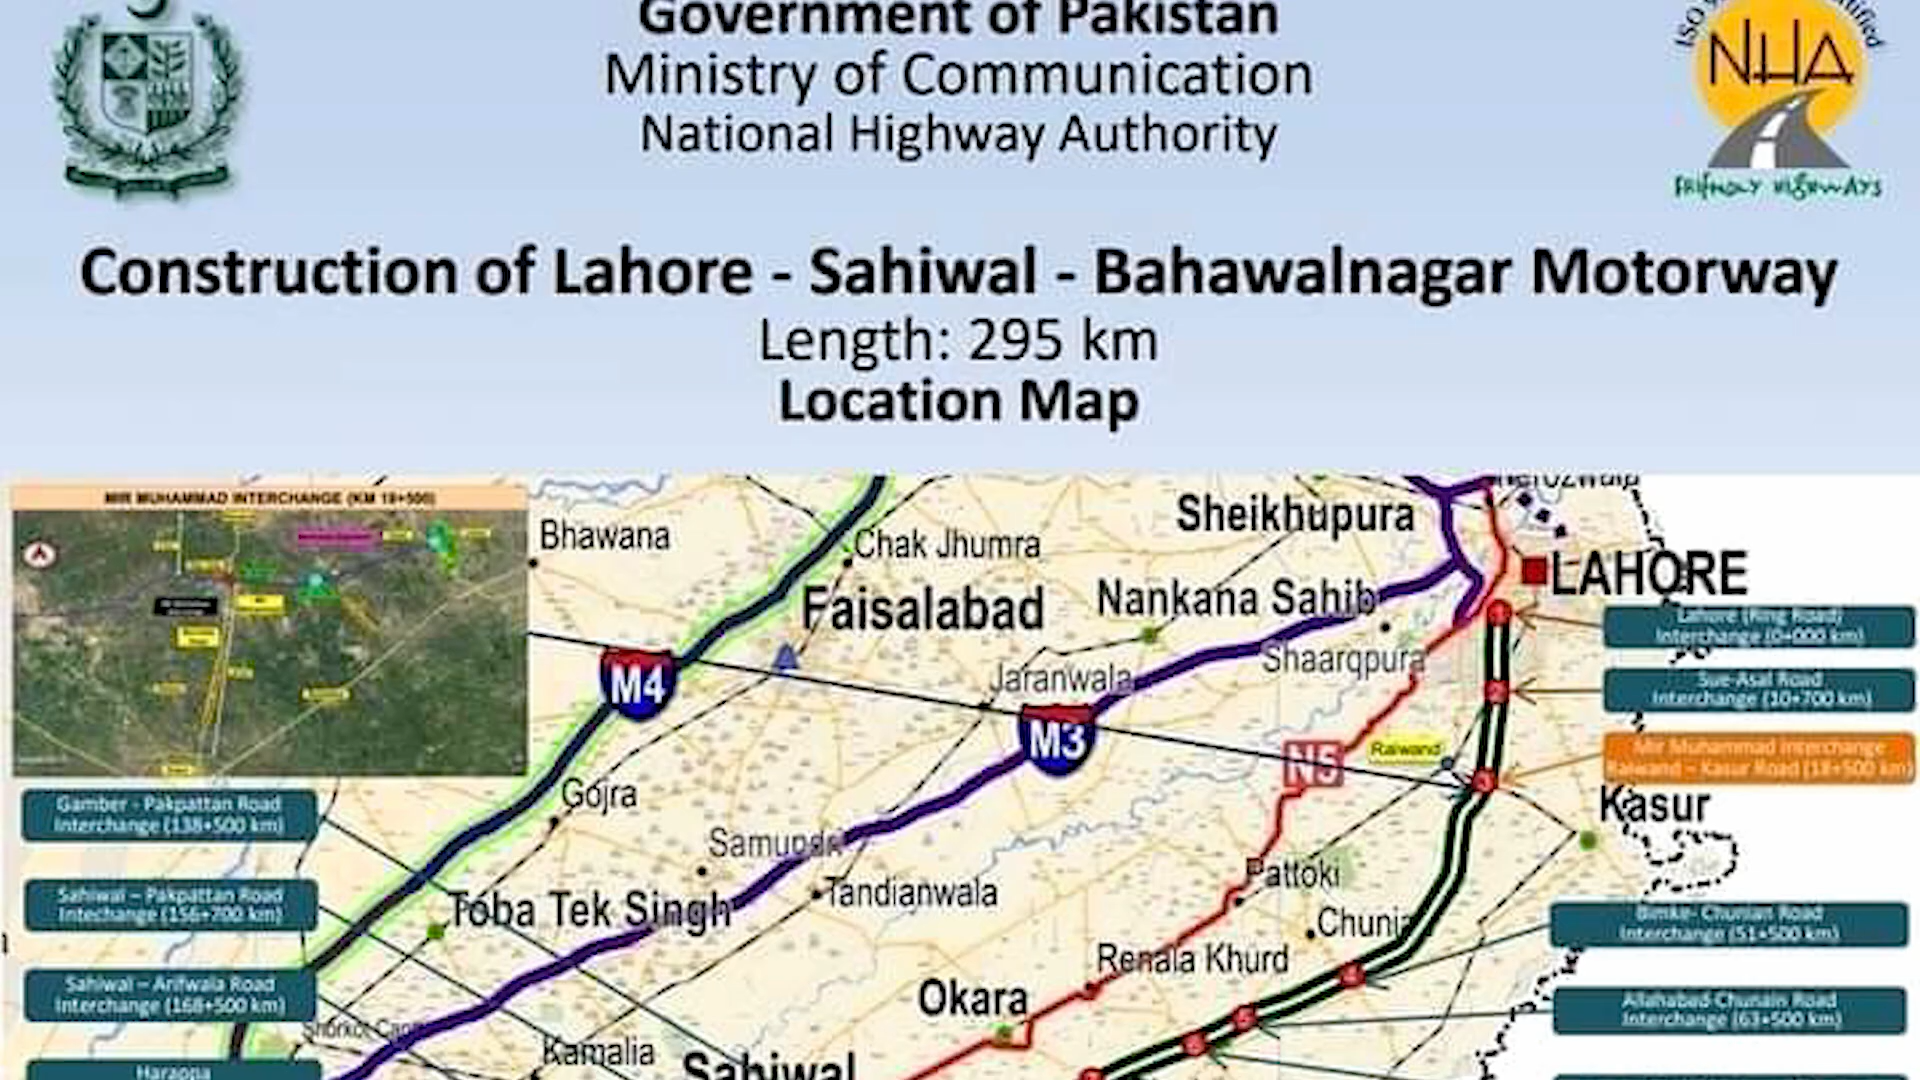 Government of Pakistan
Ministry of Communication
National Highway Authority
NHA
FRIENDLY HIGHWAYS
Construction of Lahore - Sahiwal - Bahawalnagar Motorway
Length: 295 km
Location Map
MIR MUHAMMAD INTERCHANGE (KM 18+500)
Bhawana
Chak Jhumra
Faisalabad
Sheikhupura
Nankana Sahib
LAHORE
Lahore (Ring Road)
Interchange (0+000 km)
Shaarqpura
Jaranwala
Sue-Asal Road
Interchange (10+700 km)
M4
M3
N5
Raiwand
Mir Muhammad Interchange
Raiwand – Kasur Road (18+500 km)
Kasur
Gojra
Gamber - Pakpattan Road
Interchange (138+500 km)
Samundri
Pattoki
Tandianwala
Toba Tek Singh
Sahiwal – Pakpattan Road
Intechange (156+700 km)
Chunia
Bimke- Chunian Road
Interchange (51+500 km)
Renala Khurd
Okara
Sahiwal – Arifwala Road
Interchange (168+500 km)
Allahabad-Chunain Road
Interchange (63+500 km)
Kamalia
Sahiwal
Harappa